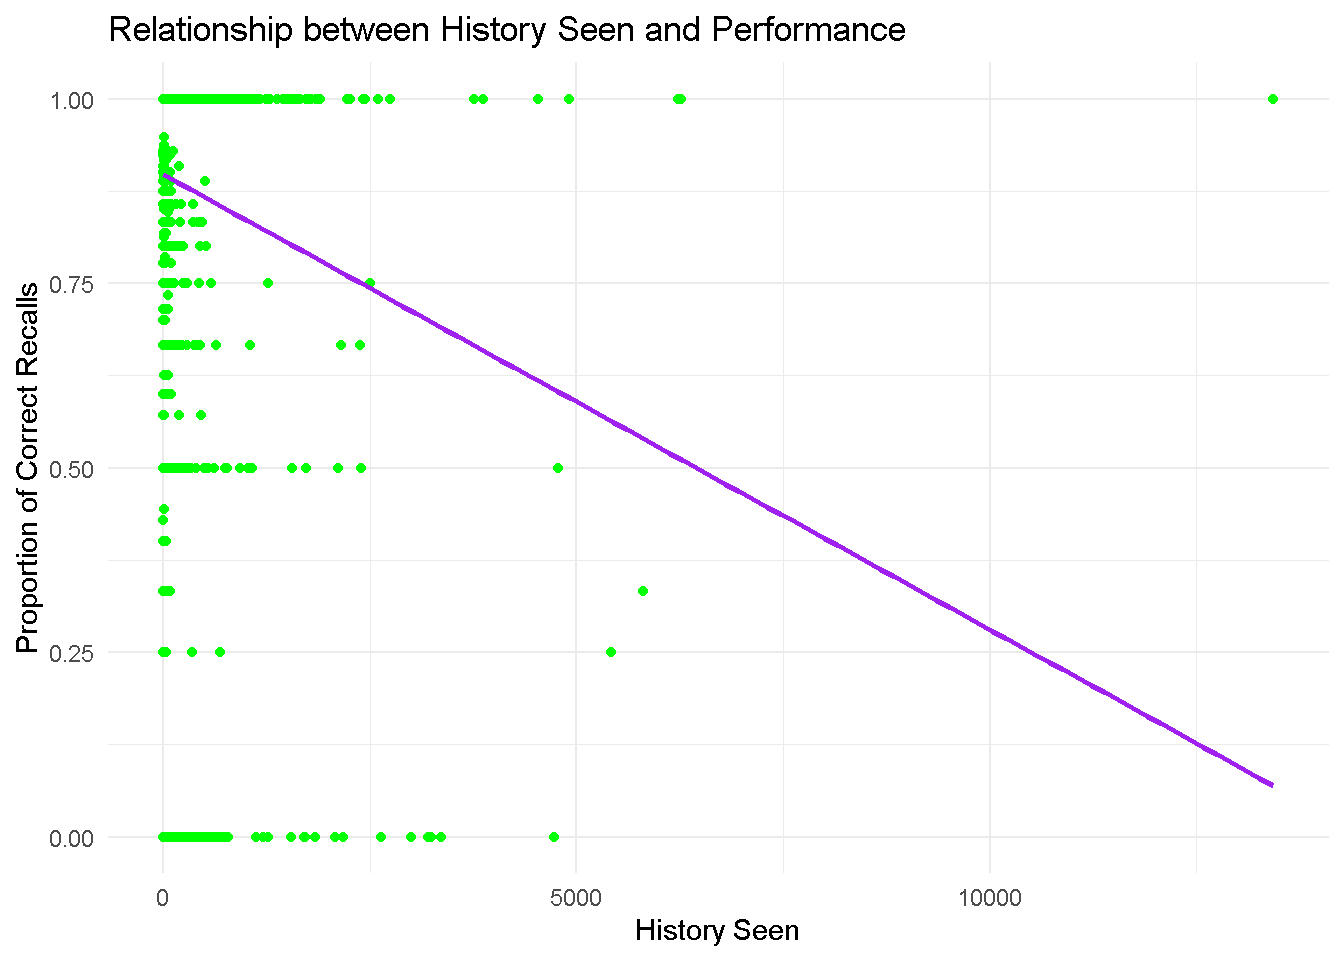 Relationship between History Seen and Performance
Proportion of Correct Recalls
1.00
0.75
0.50
0.25
0.00
0
5000
10000
History Seen